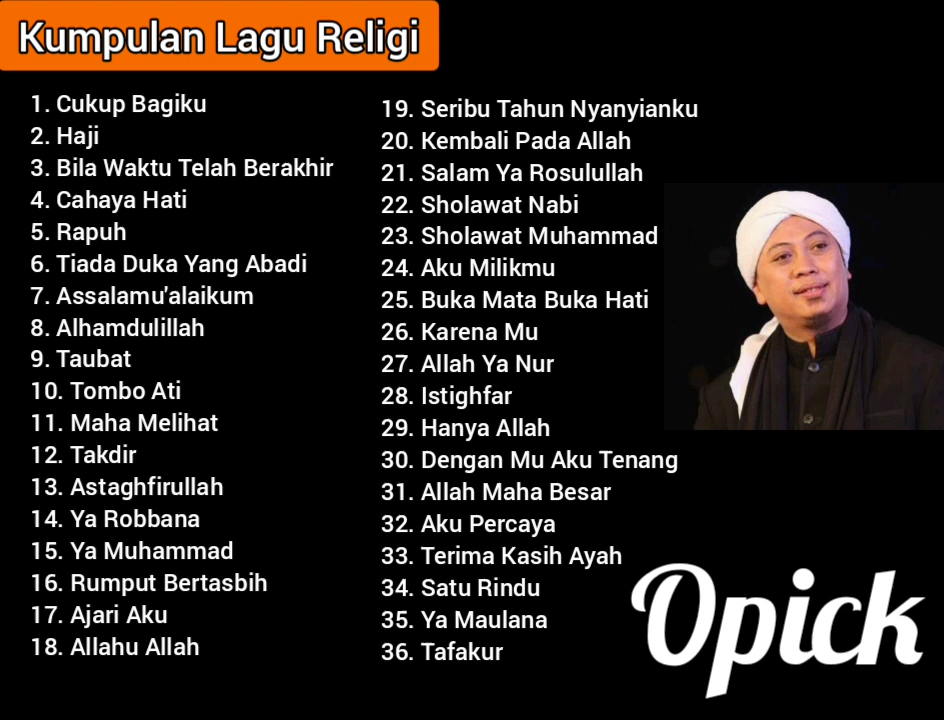 Kumpulan Lagu Religi
1. Cukup Bagiku
2. Haji
3. Bila Waktu Telah Berakhir
4. Cahaya Hati
5. Rapuh
6. Tiada Duka Yang Abadi
7. Assalamu'alaikum
8. Alhamdulillah
9. Taubat
10. Tombo Ati
11. Maha Melihat
12. Takdir
13. Astaghfirullah
14. Ya Robbana
15. Ya Muhammad
16. Rumput Bertasbih
17. Ajari Aku
18. Allahu Allah
19. Seribu Tahun Nyanyianku
20. Kembali Pada Allah
21. Salam Ya Rosulullah
22. Sholawat Nabi
23. Sholawat Muhammad
24. Aku Milikmu
25. Buka Mata Buka Hati
26. Karena Mu
27. Allah Ya Nur
28. Istighfar
29. Hanya Allah
30. Dengan Mu Aku Tenang
31. Allah Maha Besar
32. Aku Percaya
33. Terima Kasih Ayah
34. Satu Rindu
35. Ya Maulana
36. Tafakur
Opick